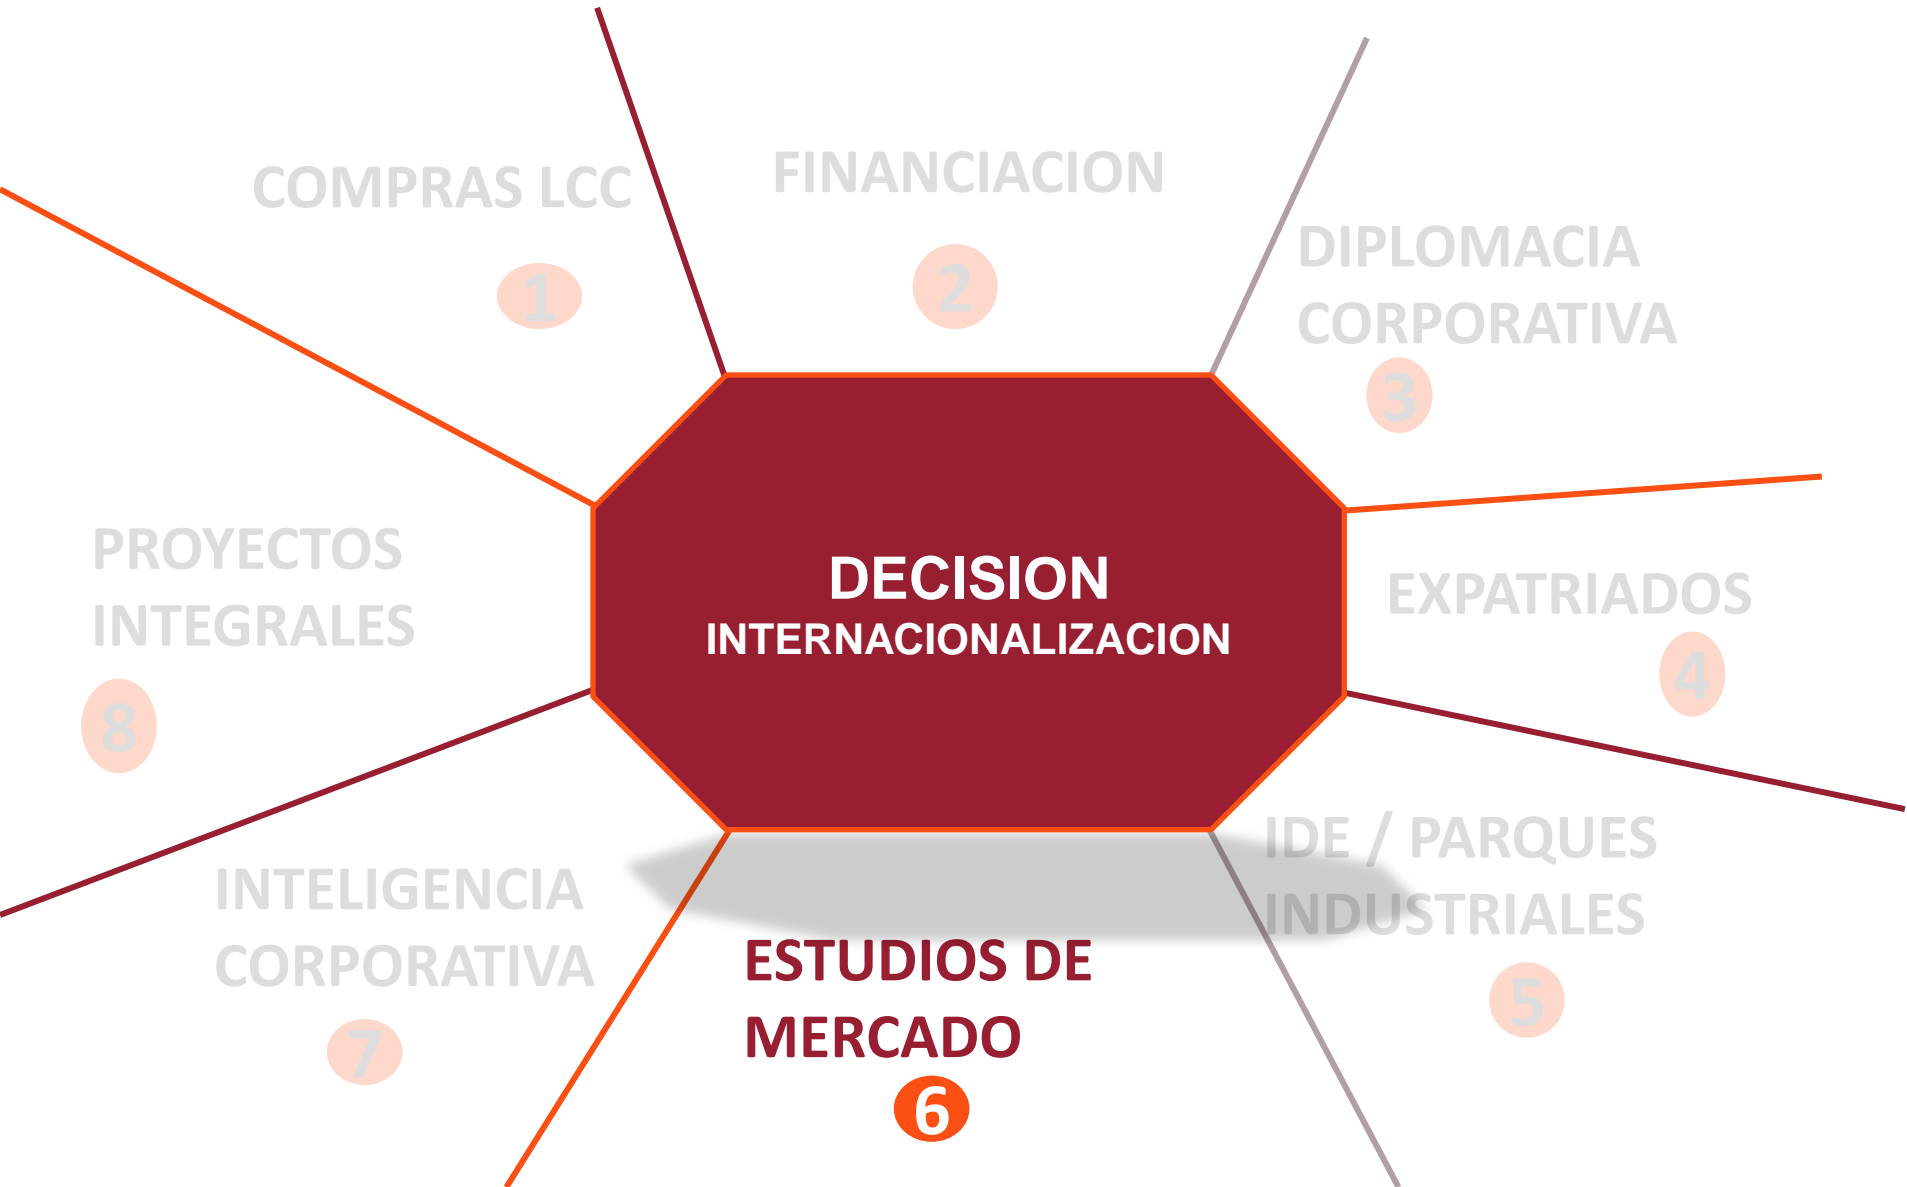 COMPRAS LCC
1
FINANCIACION
2
DIPLOMACIA
CORPORATIVA
3
EXPATRIADOS
4
IDE / PARQUES
INDUSTRIALES
5
ESTUDIOS DE
MERCADO
6
INTELIGENCIA
CORPORATIVA
7
PROYECTOS
INTEGRALES
8
DECISION
INTERNACIONALIZACION